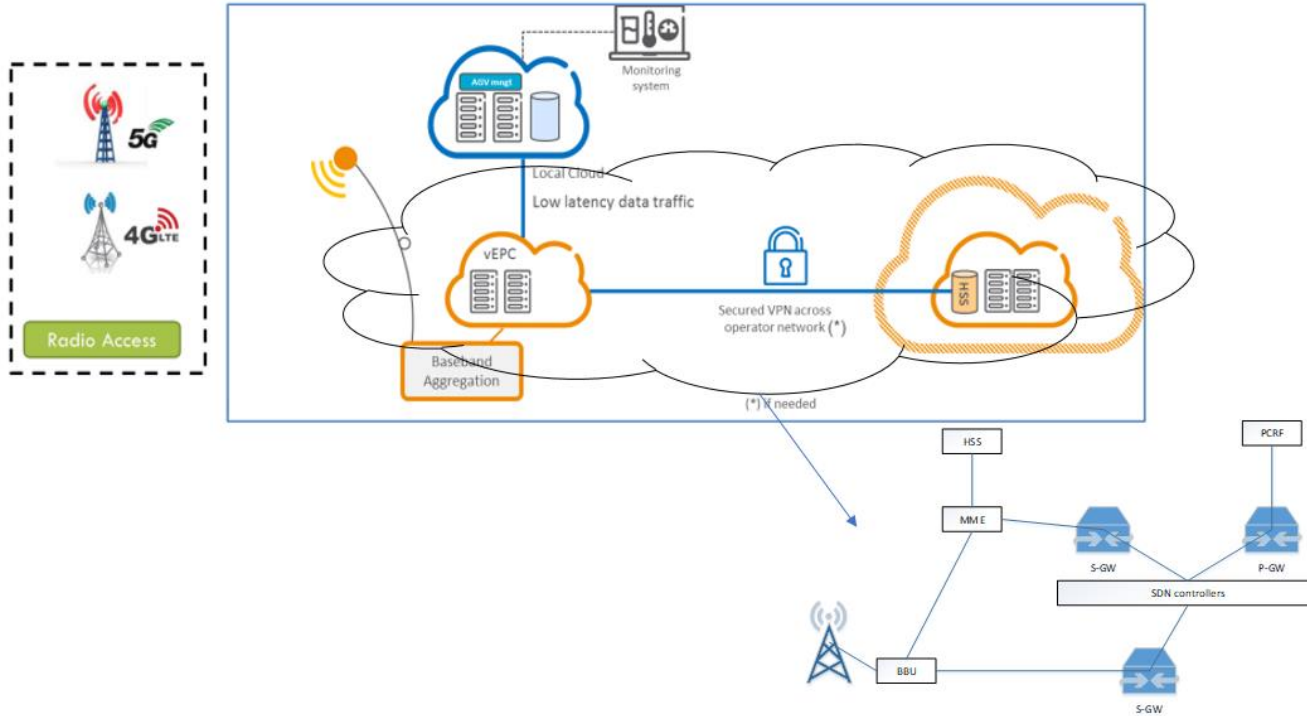 Monitoring
system
AGV mngt
5G
Local Cloud
Low latency data traffic
4G LTE
vEPC
HSS
Secured VPN across
operator network (*)
Radio Access
Baseband
Aggregation
(*) if needed
HSS
PCRF
MME
S-GW
P-GW
SDN controllers
BBU
S-GW